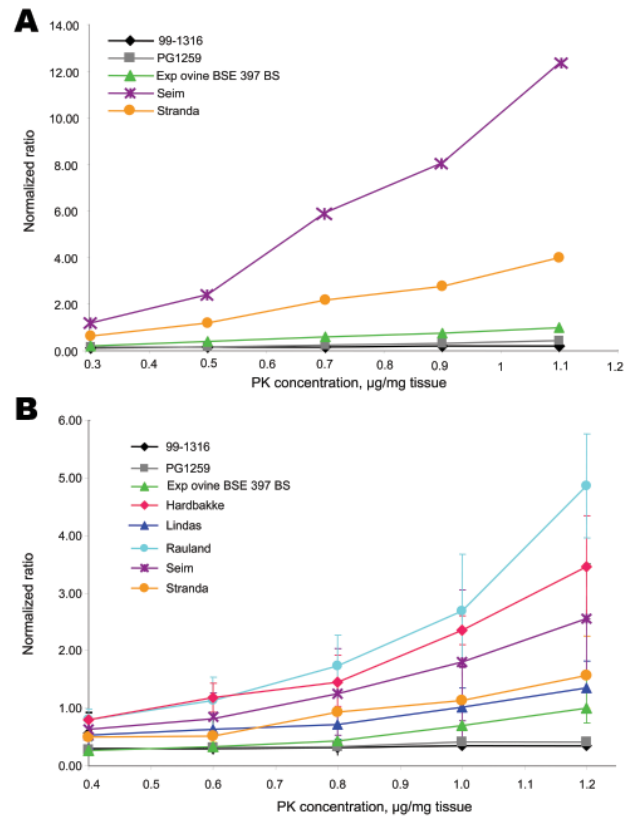 A
14.00
12.00
10.00
8.00
6.00
4.00
2.00
0.00
Normalized ratio
99-1316
PG1259
Exp ovine BSE 397 BS
Seim
Stranda
0.3 0.4 0.5 0.6 0.7 0.8 0.9 1 1.1 1.2
PK concentration, µg/mg tissue
B
6.00
5.00
4.00
3.00
2.00
1.00
0.00
Normalized ratio
99-1316
PG1259
Exp ovine BSE 397 BS
Hardbakke
Lindas
Rauland
Seim
Stranda
0.4 0.5 0.6 0.7 0.8 0.9 1.0 1.1 1.2
PK concentration, µg/mg tissue